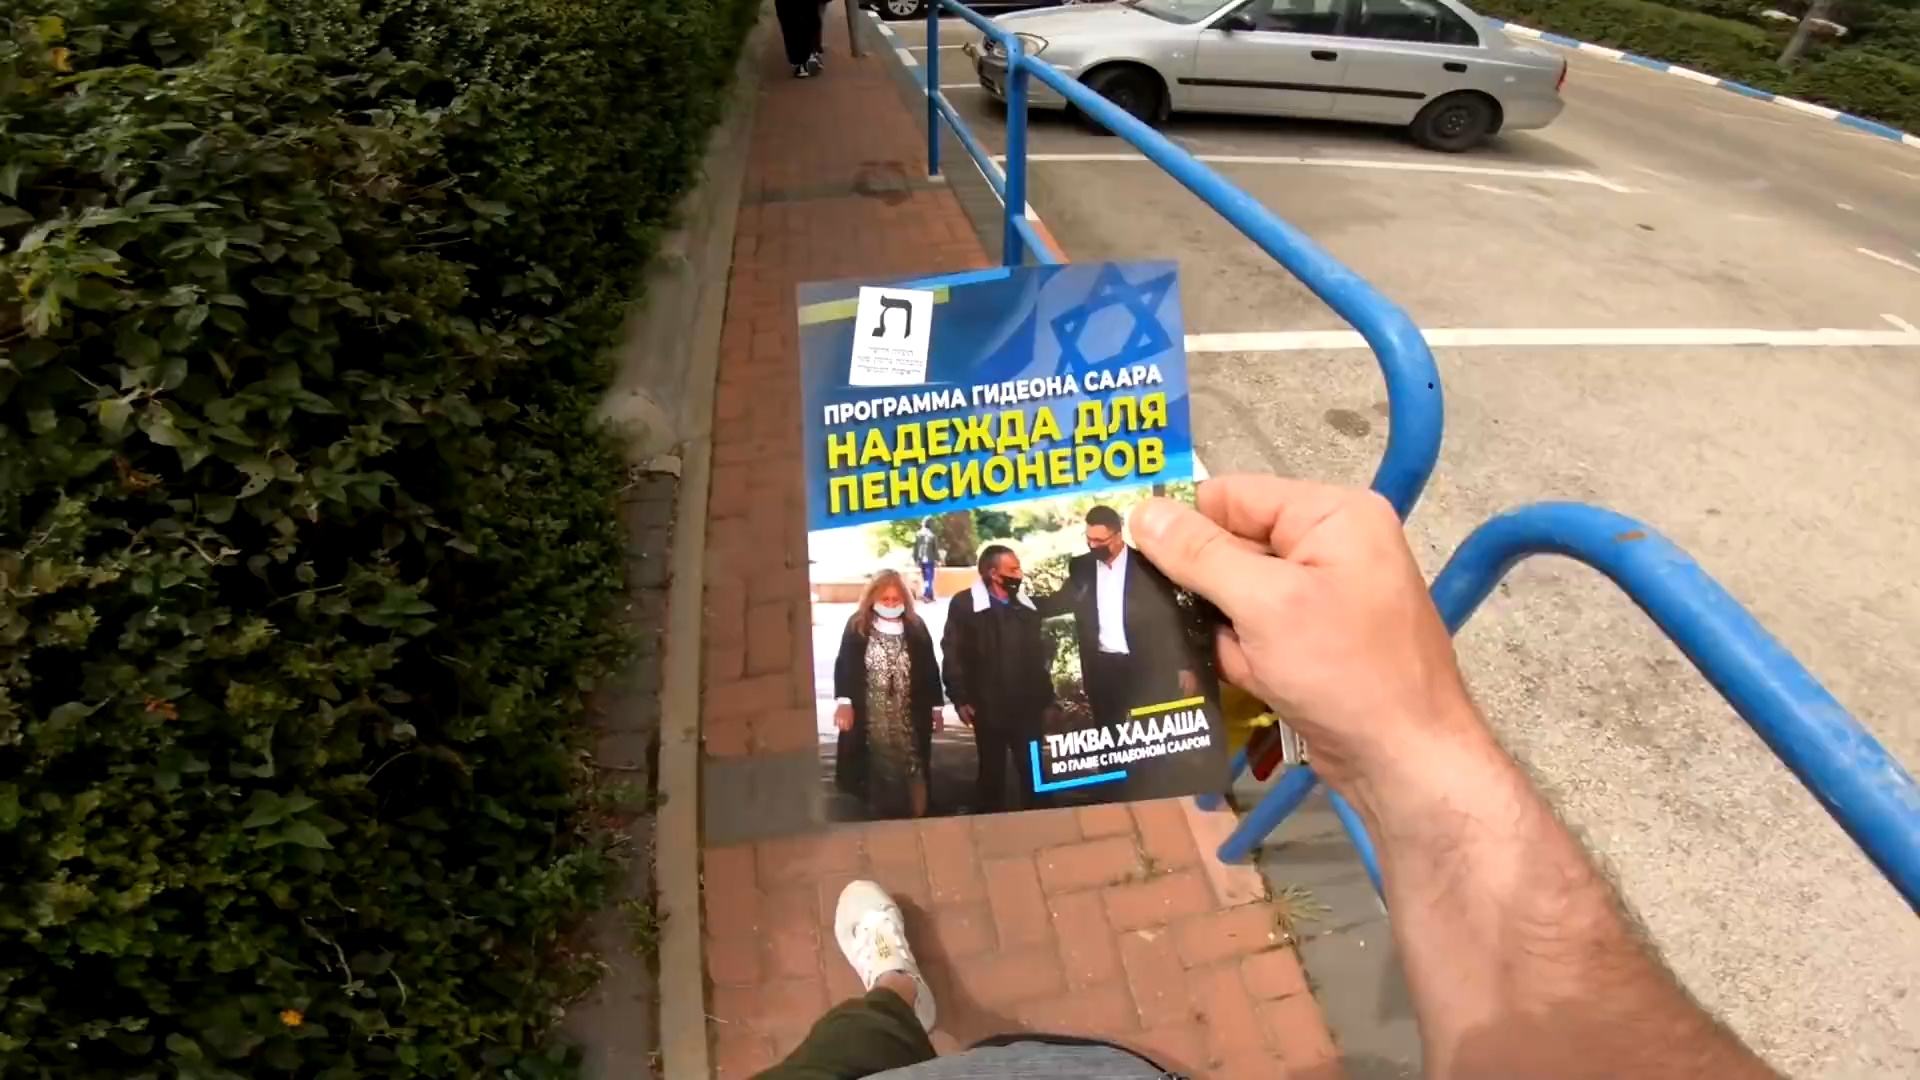 ת
ПРОГРАММА ГИДЕОНА СААРА
НАДЕЖДА ДЛЯ
ПЕНСИОНЕРОВ
ТИКВА ХАДАША
ВО ГЛАВЕ С ГИДЕОНОМ СААРОМ